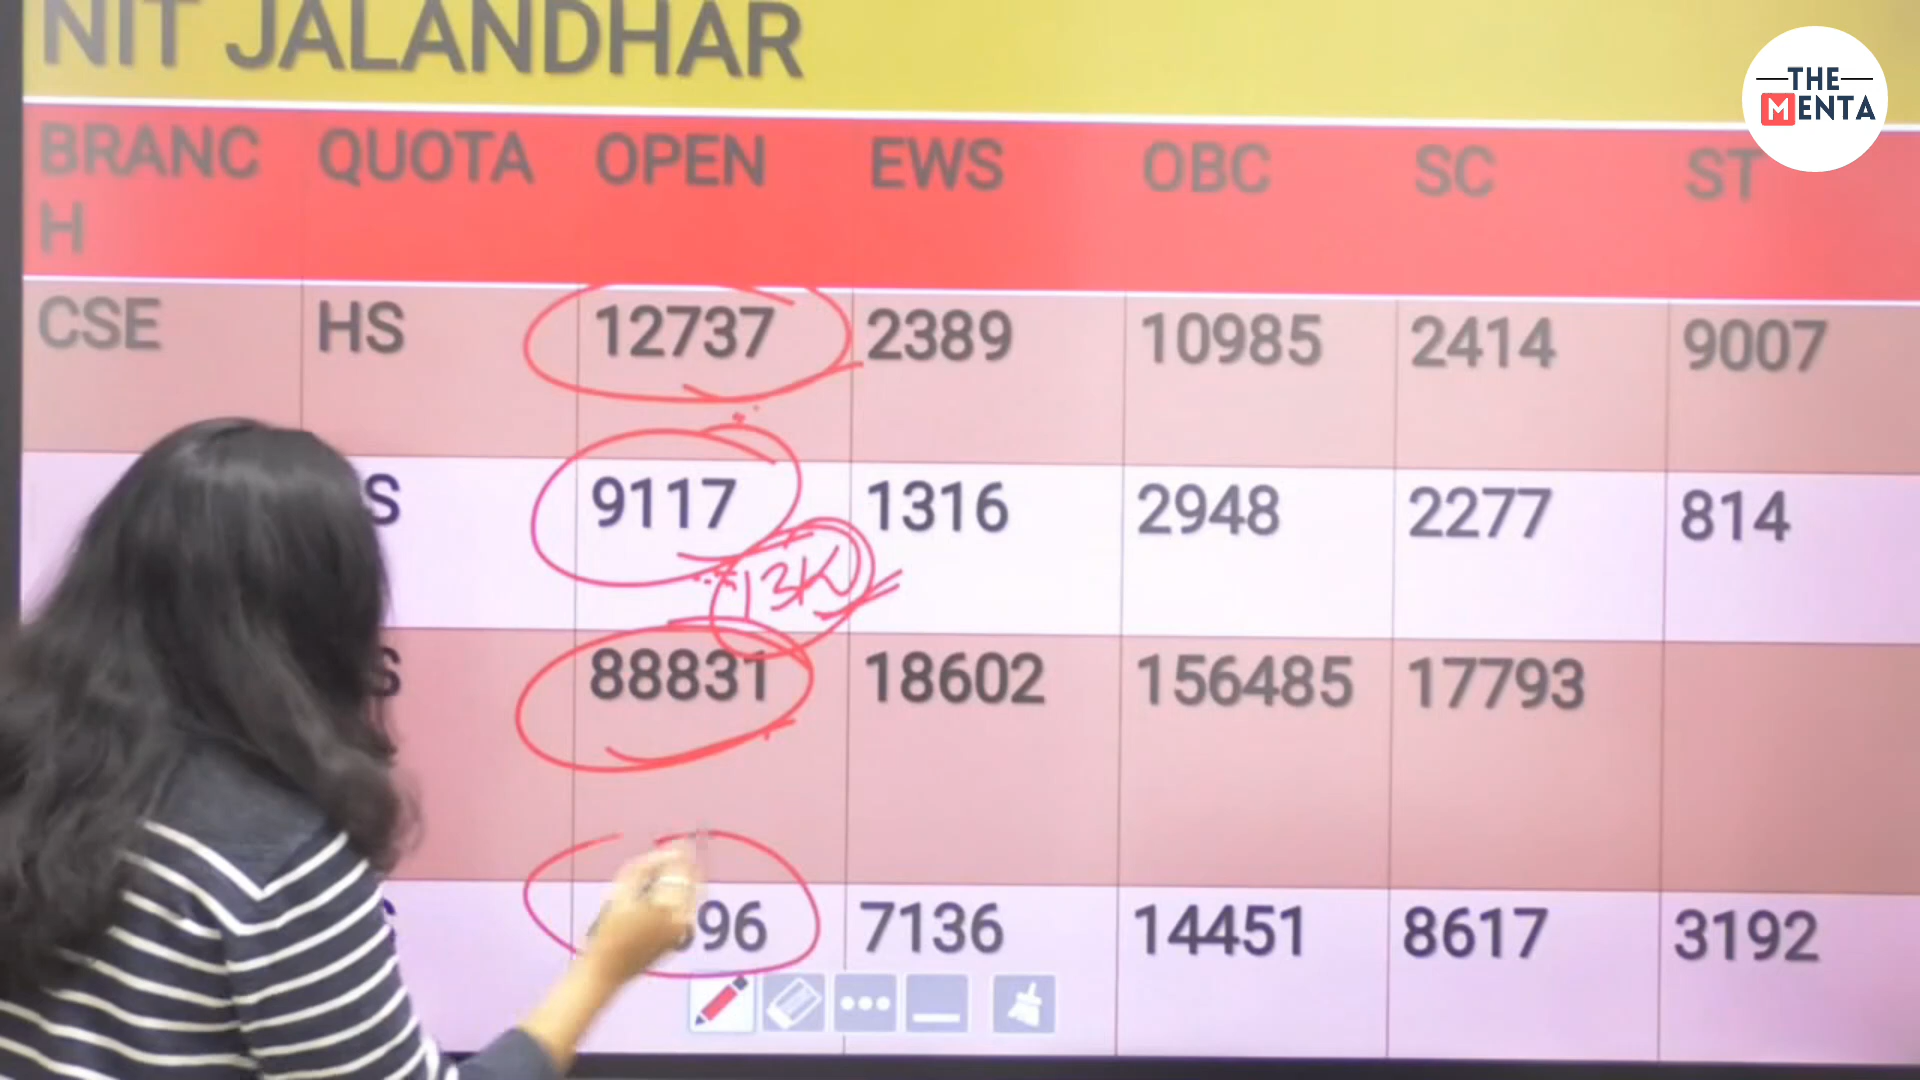 NIT JALANDHAR
THE
MENTA
BRANC
H
QUOTA
OPEN
EWS
OBC
SC
ST
CSE
HS
12737
2389
10985
2414
9007
S
9117
1316
2948
2277
814
13K
S
88831
18602
156485
17793
7136
14451
8617
3192